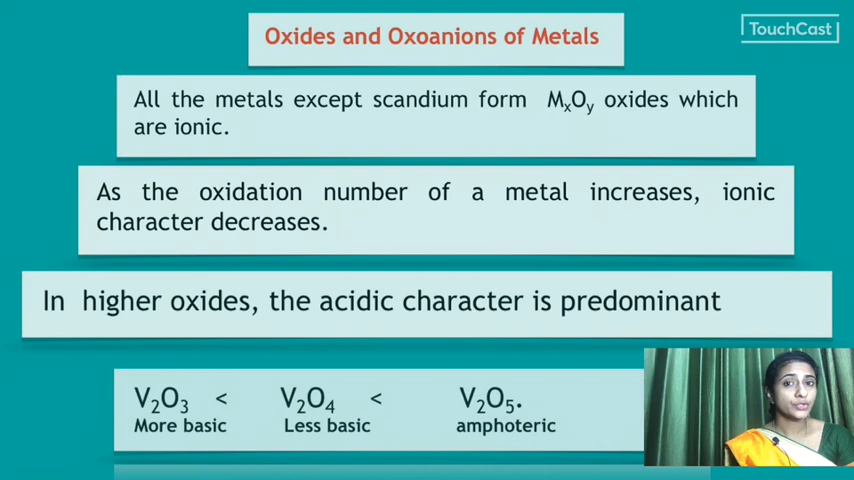 Oxides and Oxoanions of Metals
TouchCast
All the metals except scandium form MₓOᵧ oxides which
are ionic.
As the oxidation number of a metal increases, ionic
character decreases.
In higher oxides, the acidic character is predominant
V₂O₃ < V₂O₄ < V₂O₅.
More basic Less basic amphoteric